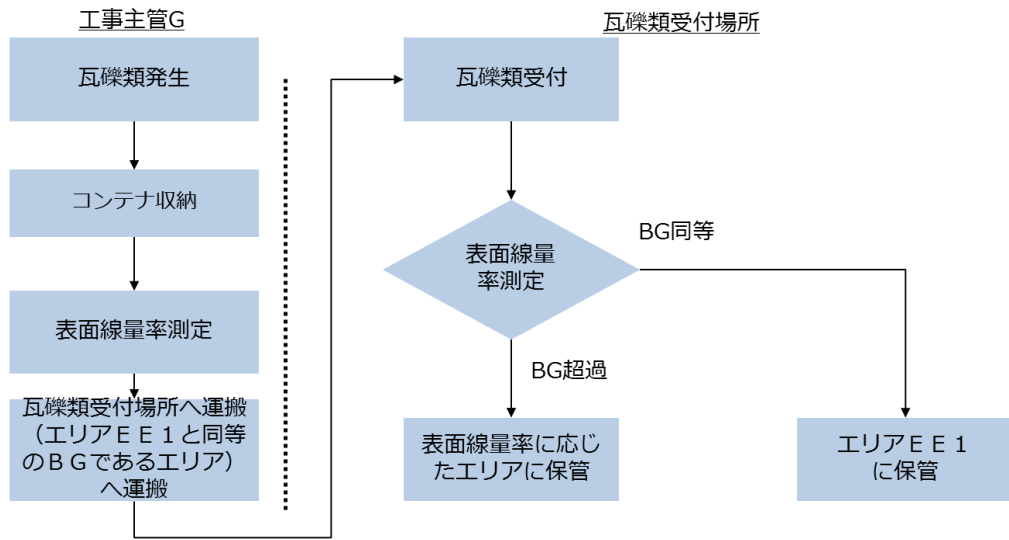 工事主管G
瓦礫類発生
コンテナ収納
表面線量率測定
瓦礫類受付場所へ運搬
（エリアＥＥ１と同等
のＢＧであるエリア）
へ運搬
瓦礫類受付場所
瓦礫類受付
表面線量
率測定
BG同等
BG超過
表面線量率に応じ
たエリアに保管
エリアＥＥ１
に保管